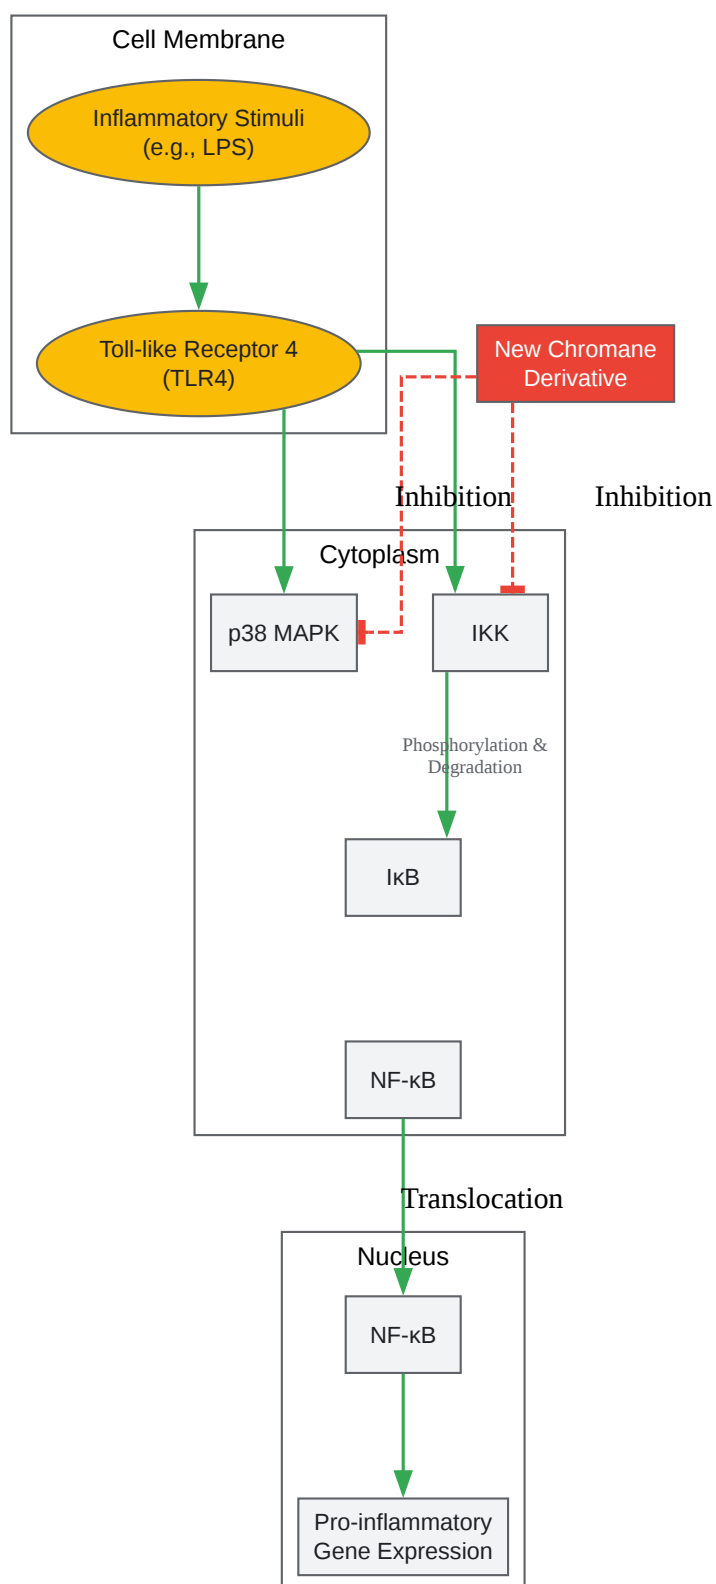 Cell Membrane
Inflammatory Stimuli
(e.g., LPS)
Toll-like Receptor 4
(TLR4)
New Chromane
Derivative
Inhibition
Inhibition
Cytoplasm
p38 MAPK
IKK
Phosphorylation &
Degradation
IκB
NF-κB
Translocation
Nucleus
NF-κB
Pro-inflammatory
Gene Expression